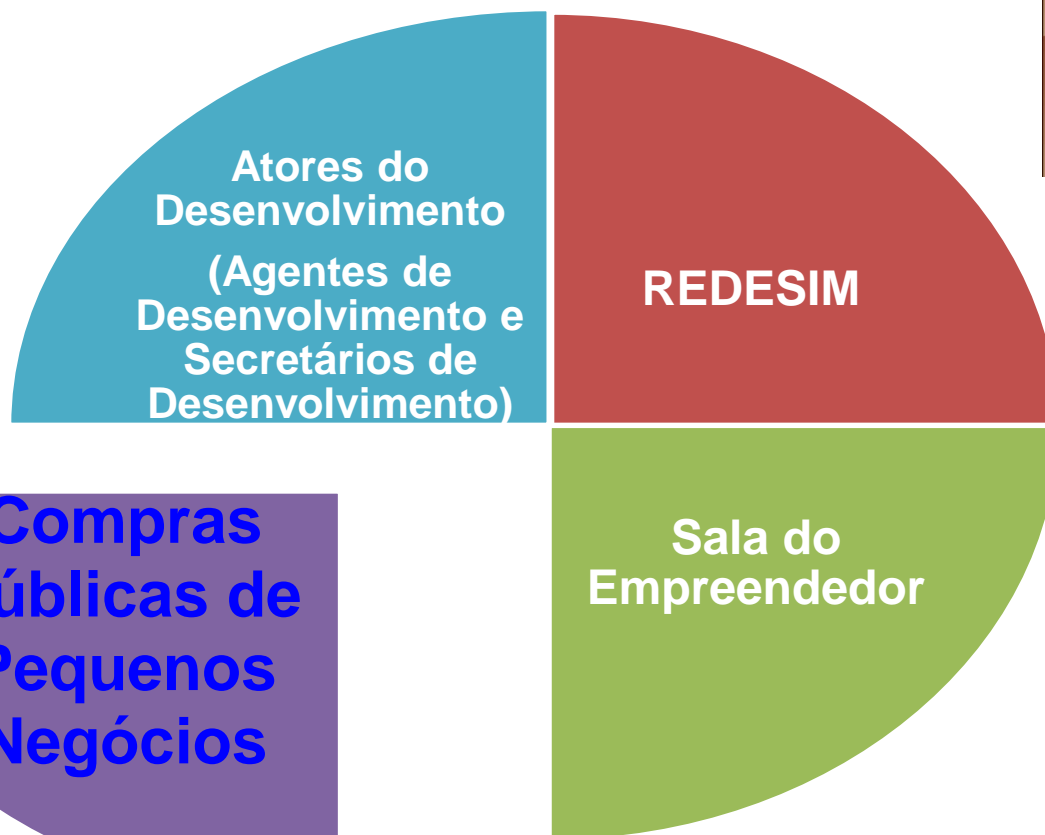 Atores do
Desenvolvimento
(Agentes de
Desenvolvimento e
Secretários de
Desenvolvimento)
REDESIM
Compras
úblicas de
Pequenos
Negócios
Sala do
Empreendedor